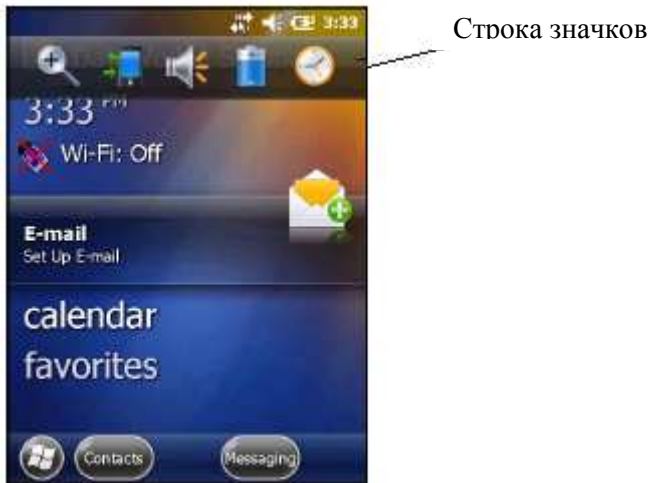 3:33
Строка значков
3:33 PM
Wi-Fi: Off
E-mail
Set Up E-mail
calendar
favorites
Contacts
Messaging